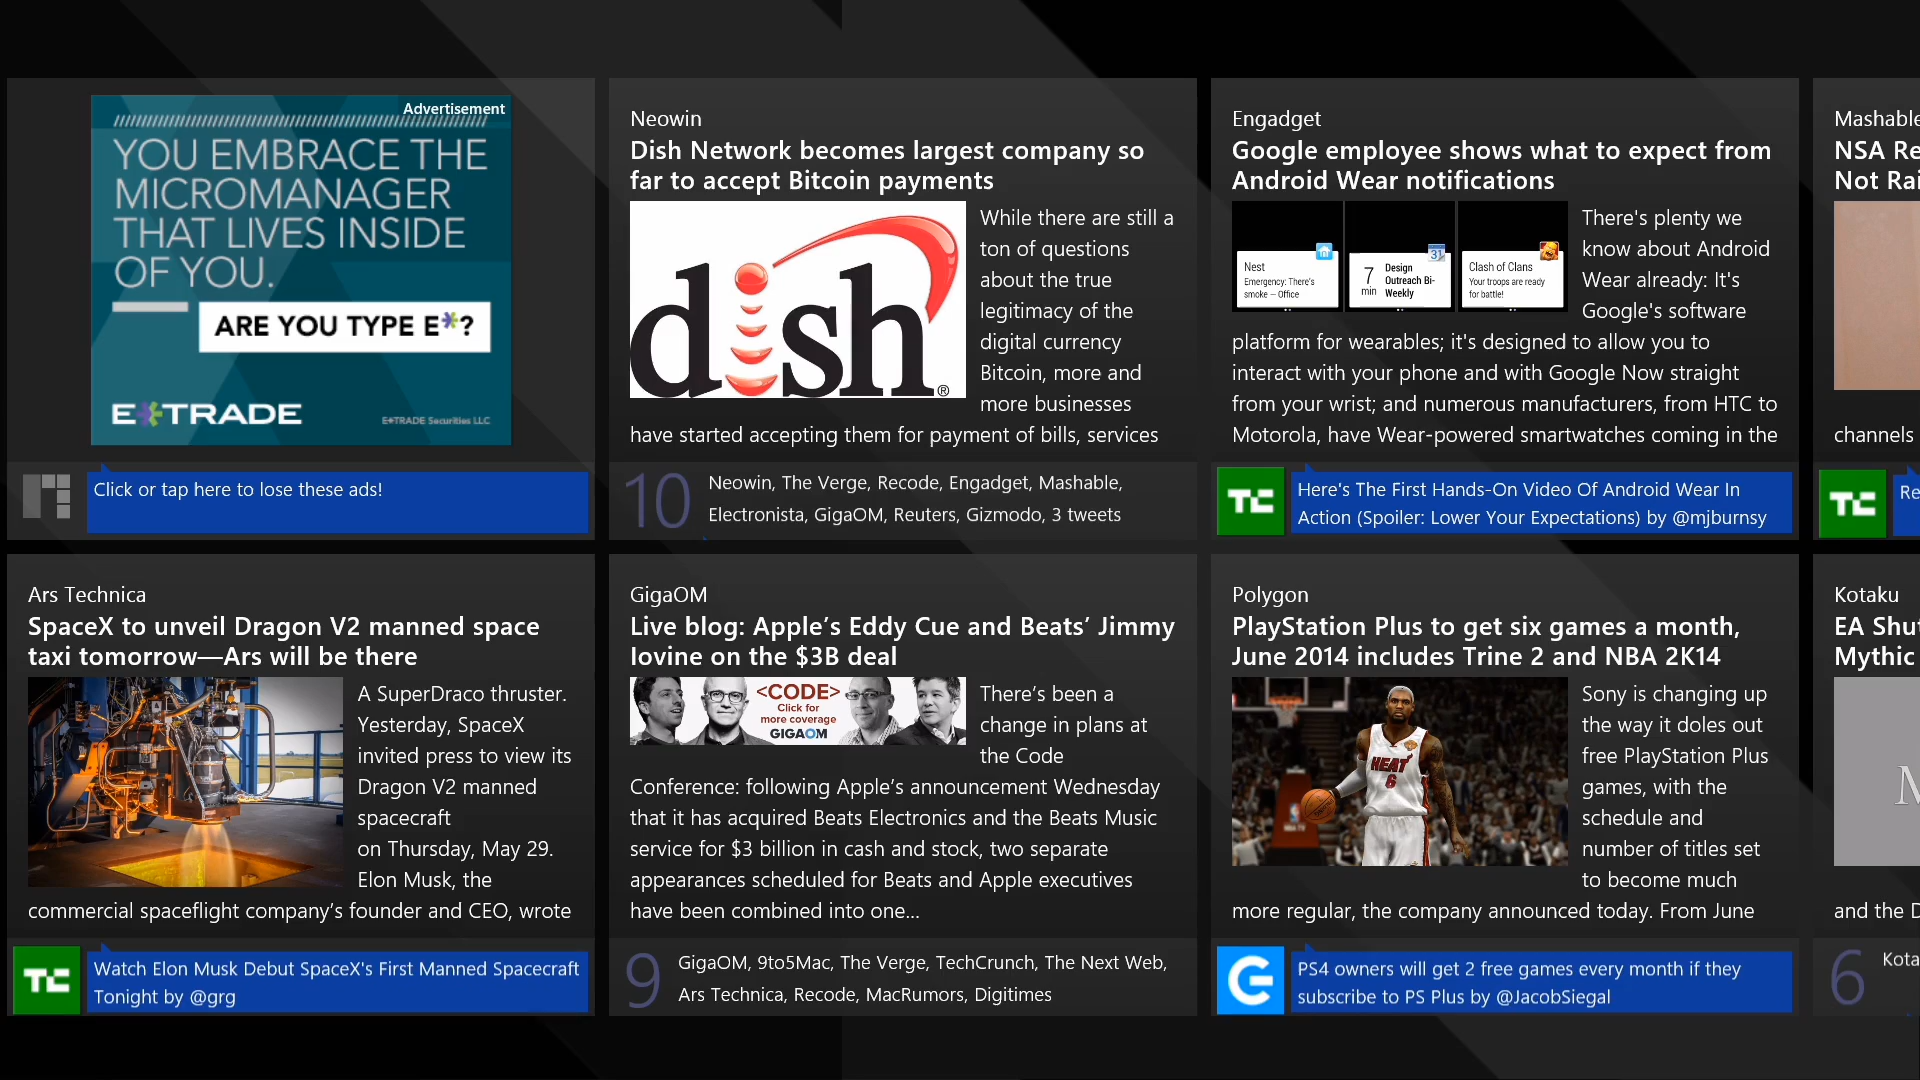 Advertisement
YOU EMBRACE THE
MICROMANAGER
THAT LIVES INSIDE
OF YOU.
ARE YOU TYPE E*?
E*TRADE
E*TRADE Securities LLC
Click or tap here to lose these ads!
Neowin
Dish Network becomes largest company so
far to accept Bitcoin payments
dish®
While there are still a
ton of questions
about the true
legitimacy of the
digital currency
Bitcoin, more and
more businesses
have started accepting them for payment of bills, services
10
Neowin, The Verge, Recode, Engadget, Mashable,
Electronista, GigaOM, Reuters, Gizmodo, 3 tweets
Engadget
Google employee shows what to expect from
Android Wear notifications
Nest
Emergency: There's
smoke — Office
7
min
31
Design
Outreach Bi-
Weekly
Clash of Clans
Your troops are ready
for battle!
There's plenty we
know about Android
Wear already: It's
Google's software
platform for wearables; it's designed to allow you to
interact with your phone and with Google Now straight
from your wrist; and numerous manufacturers, from HTC to
Motorola, have Wear-powered smartwatches coming in the
TC
Here's The First Hands-On Video Of Android Wear In
Action (Spoiler: Lower Your Expectations) by @mjburnsy
Mashable
NSA Re
Not Rai
channels
TC
Re
Ars Technica
SpaceX to unveil Dragon V2 manned space
taxi tomorrow—Ars will be there
A SuperDraco thruster.
Yesterday, SpaceX
invited press to view its
Dragon V2 manned
spacecraft
on Thursday, May 29.
Elon Musk, the
commercial spaceflight company’s founder and CEO, wrote
TC
Watch Elon Musk Debut SpaceX's First Manned Spacecraft
Tonight by @grg
GigaOM
Live blog: Apple’s Eddy Cue and Beats’ Jimmy
Iovine on the $3B deal
<CODE>
Click for
more coverage
GIGAOM
There’s been a
change in plans at
the Code
Conference: following Apple’s announcement Wednesday
that it has acquired Beats Electronics and the Beats Music
service for $3 billion in cash and stock, two separate
appearances scheduled for Beats and Apple executives
have been combined into one...
9
GigaOM, 9to5Mac, The Verge, TechCrunch, The Next Web,
Ars Technica, Recode, MacRumors, Digitimes
Polygon
PlayStation Plus to get six games a month,
June 2014 includes Trine 2 and NBA 2K14
HEAT
6
Sony is changing up
the way it doles out
free PlayStation Plus
games, with the
schedule and
number of titles set
to become much
more regular, the company announced today. From June
G
PS4 owners will get 2 free games every month if they
subscribe to PS Plus by @JacobSiegal
Kotaku
EA Shut
Mythic
M
and the D
6
Kota